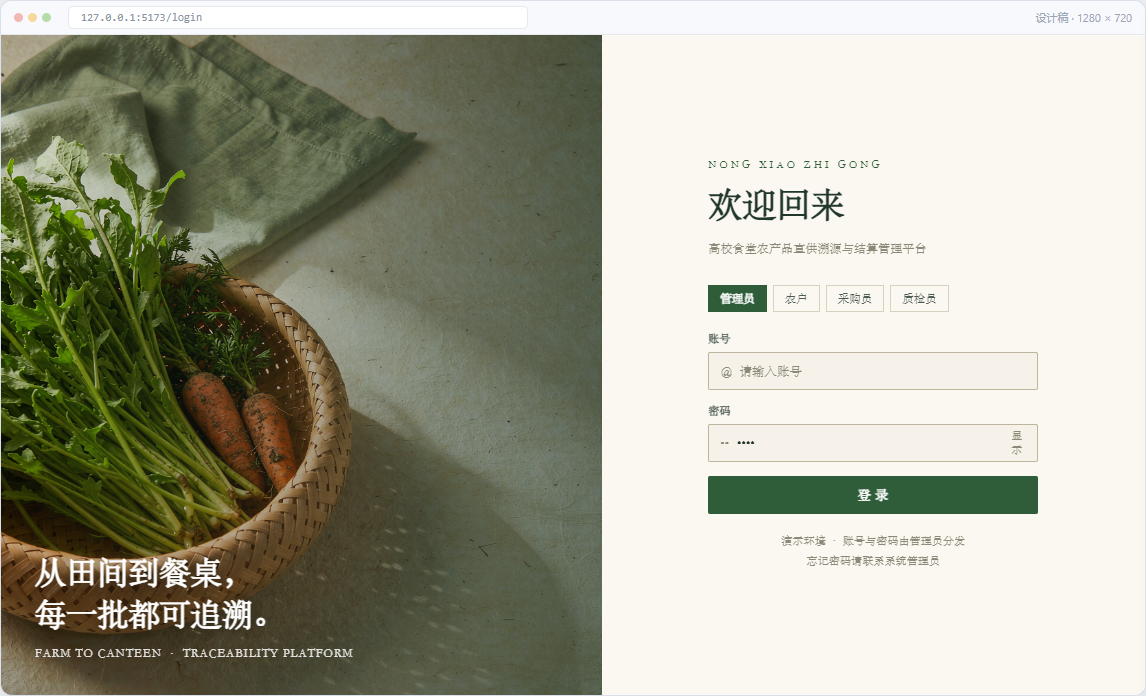 127.0.0.1:5173/login
设计稿 · 1280 × 720
从田间到餐桌，
每一批都可追溯。
FARM TO CANTEEN · TRACEABILITY PLATFORM
NONG XIAO ZHI GONG
欢迎回来
高校食堂农产品直供溯源与结算管理平台
管理员
农户
采购员
质检员
账号
@ 请输入账号
密码
-- ••••
显
示
登 录
演示环境 · 账号与密码由管理员分发
忘记密码请联系系统管理员